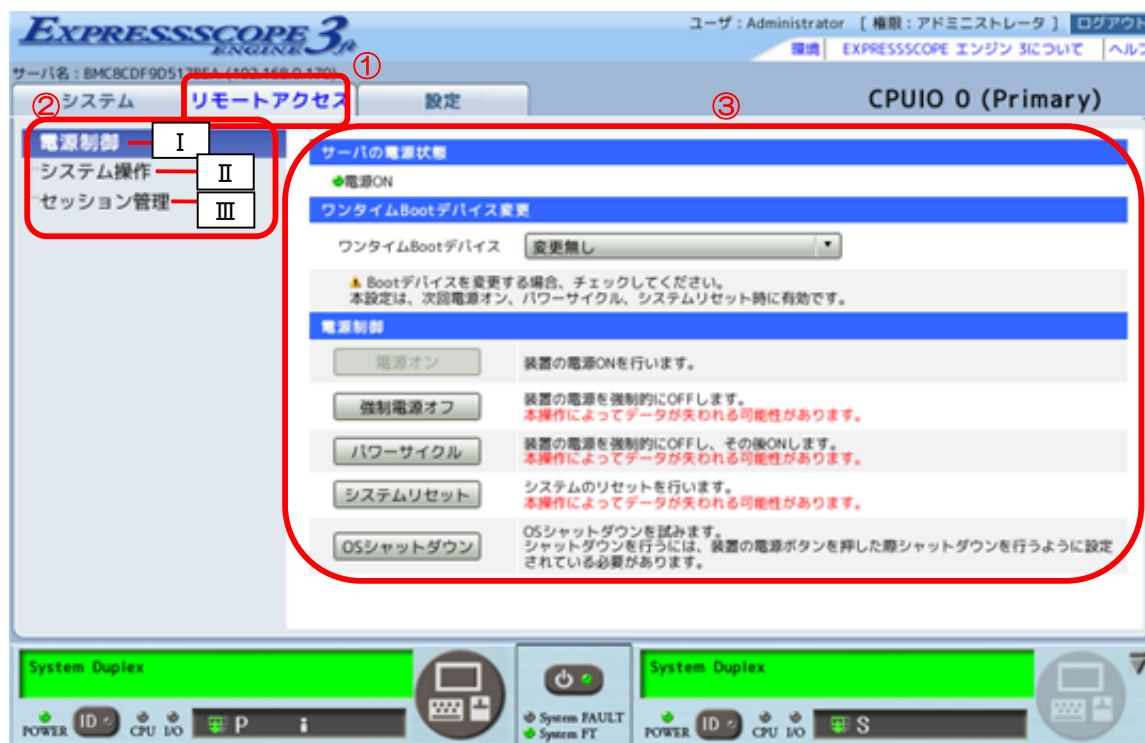 EXPRESSSCOPE
ENGINE 3 ft
ユーザ : Administrator [ 権限 : アドミニストレータ ] ログアウト
環境 EXPRESSSCOPE エンジン 3について ヘルプ
サーバ名 : BMC8CDF9D517BEA (192.168.0.170)
①
② システム リモートアクセス 設定
③ CPUIO 0 (Primary)
電源制御
Ⅰ
システム操作
Ⅱ
セッション管理
Ⅲ
サーバの電源状態
電源ON
ワンタイムBootデバイス変更
ワンタイムBootデバイス 変更無し
Bootデバイスを変更する場合、チェックしてください。
本設定は、次回電源オン、パワーサイクル、システムリセット時に有効です。
電源制御
電源オン 装置の電源ONを行います。
強制電源オフ 装置の電源を強制的にOFFします。
本操作によってデータが失われる可能性があります。
パワーサイクル 装置の電源を強制的にOFFし、その後ONします。
本操作によってデータが失われる可能性があります。
システムリセット システムのリセットを行います。
本操作によってデータが失われる可能性があります。
OSシャットダウン OSシャットダウンを試みます。
シャットダウンを行うには、装置の電源ボタンを押した際シャットダウンを行うように設定
されている必要があります。
System Duplex
POWER ID CPU I/O P i
System FAULT
System FT
System Duplex
POWER ID CPU I/O S